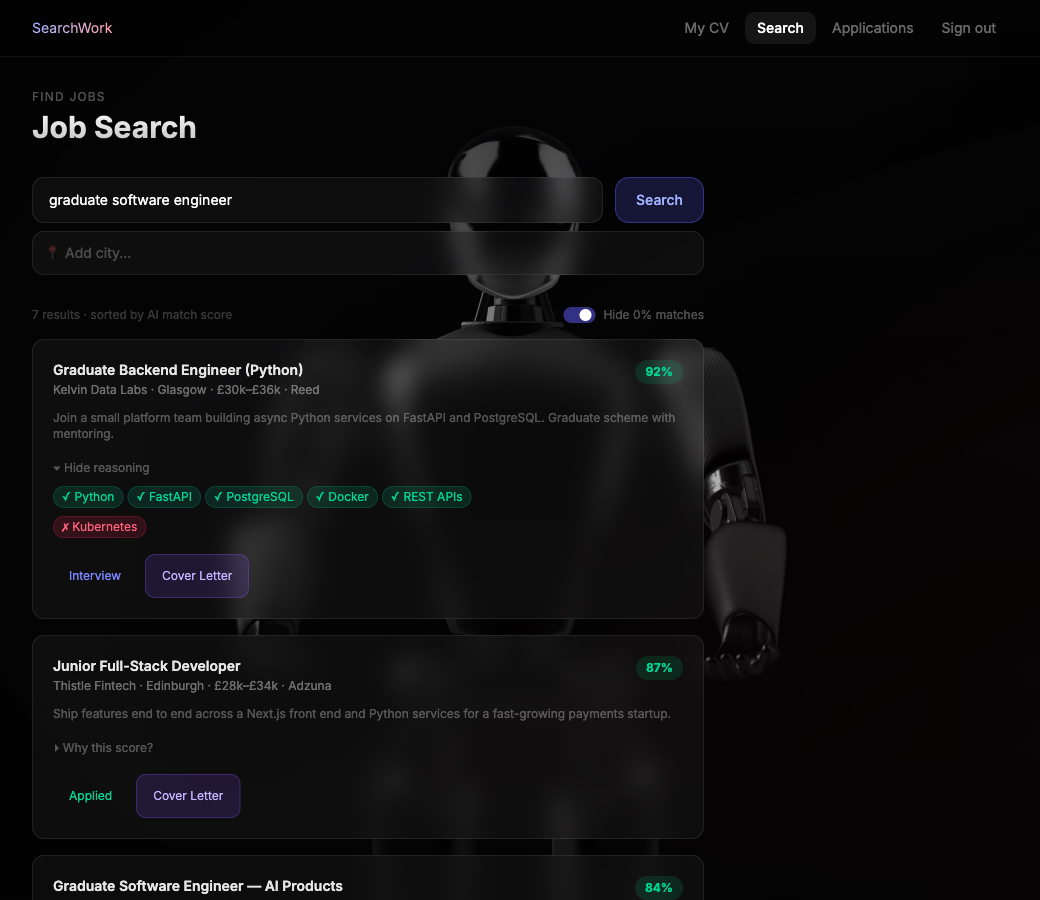 SearchWork
My CV
Search
Applications
Sign out
FIND JOBS
Job Search
graduate software engineer
Search
Add city...
7 results · sorted by AI match score
Hide 0% matches
Graduate Backend Engineer (Python)
92%
Kelvin Data Labs · Glasgow · £30k–£36k · Reed
Join a small platform team building async Python services on FastAPI and PostgreSQL. Graduate scheme with
mentoring.
Hide reasoning
✓ Python
✓ FastAPI
✓ PostgreSQL
✓ Docker
✓ REST APIs
✗ Kubernetes
Interview
Cover Letter
Junior Full-Stack Developer
87%
Thistle Fintech · Edinburgh · £28k–£34k · Adzuna
Ship features end to end across a Next.js front end and Python services for a fast-growing payments startup.
Why this score?
Applied
Cover Letter
Graduate Software Engineer — AI Products
84%